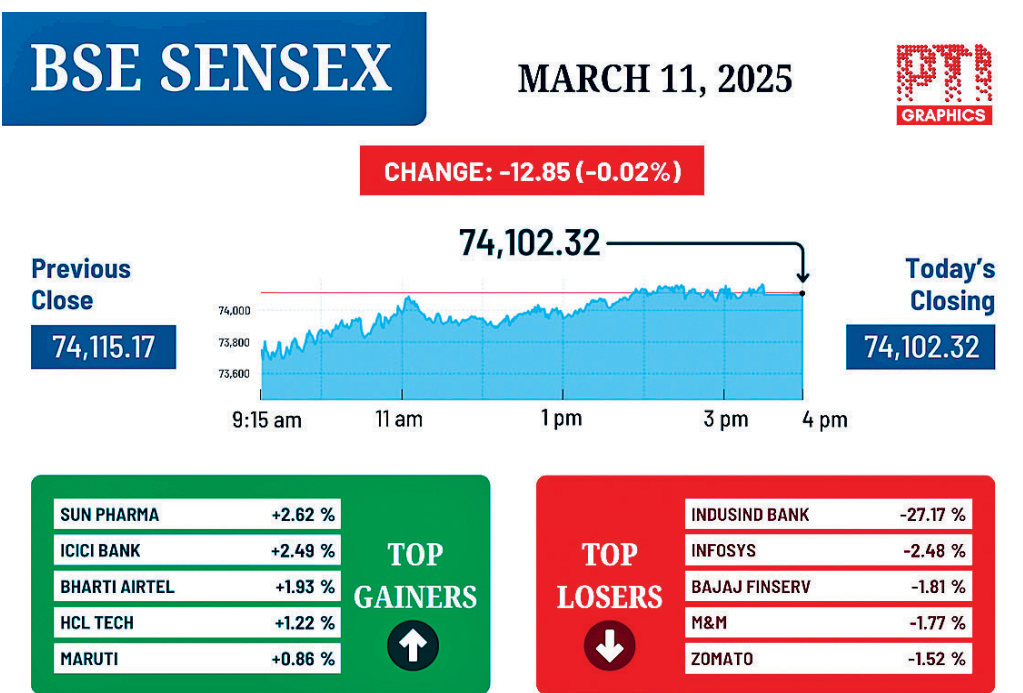 BSE SENSEX
MARCH 11, 2025
PTI
GRAPHICS
CHANGE: -12.85 (-0.02%)
74,102.32
Previous
Close
74,115.17
Today's
Closing
74,102.32
74,000
73,800
73,600
9:15 am
11 am
1 pm
3 pm
4 pm
SUN PHARMA +2.62 %
ICICI BANK +2.49 %
BHARTI AIRTEL +1.93 %
HCL TECH +1.22 %
MARUTI +0.86 %
TOP
GAINERS
TOP
LOSERS
INDUSIND BANK -27.17 %
INFOSYS -2.48 %
BAJAJ FINSERV -1.81 %
M&M -1.77 %
ZOMATO -1.52 %